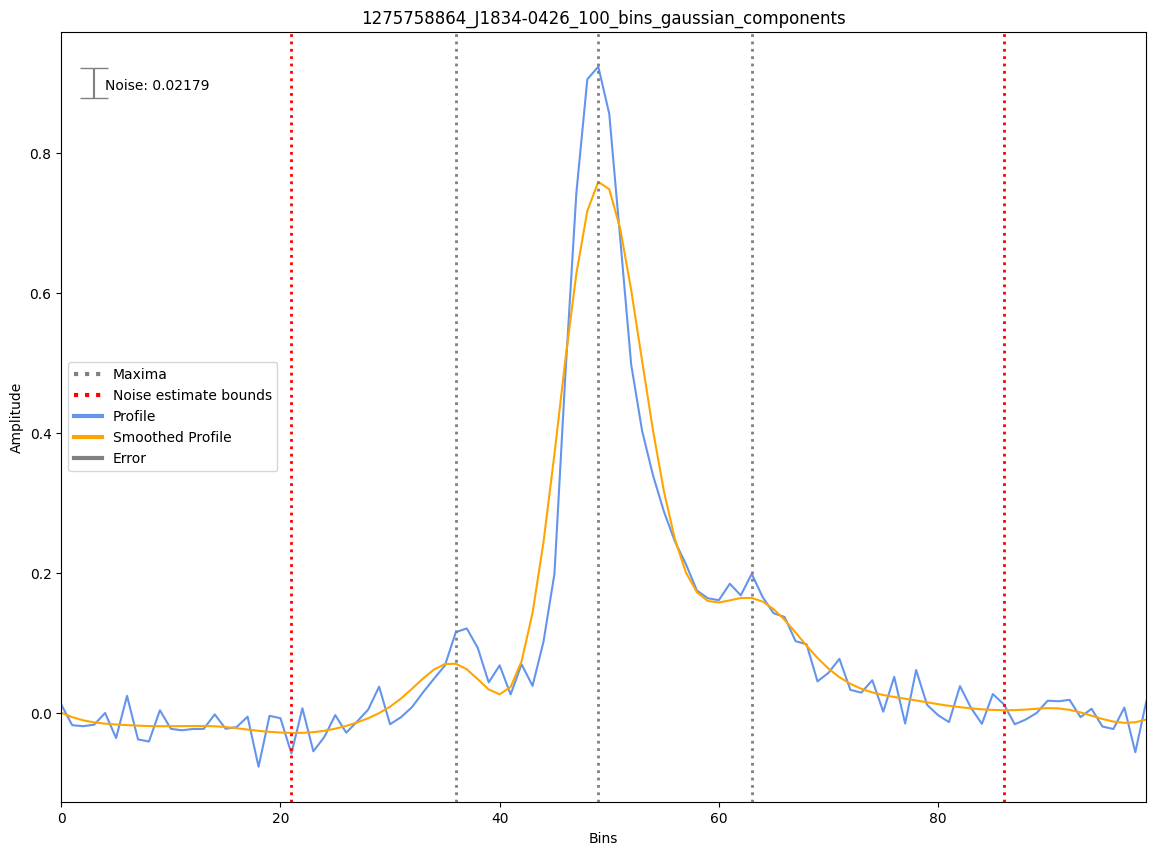 1275758864_J1834-0426_100_bins_gaussian_components
Noise: 0.02179
0.8
0.6
0.4
0.2
0.0
Amplitude
Maxima
Noise estimate bounds
Profile
Smoothed Profile
Error
0 20 40 60 80
Bins